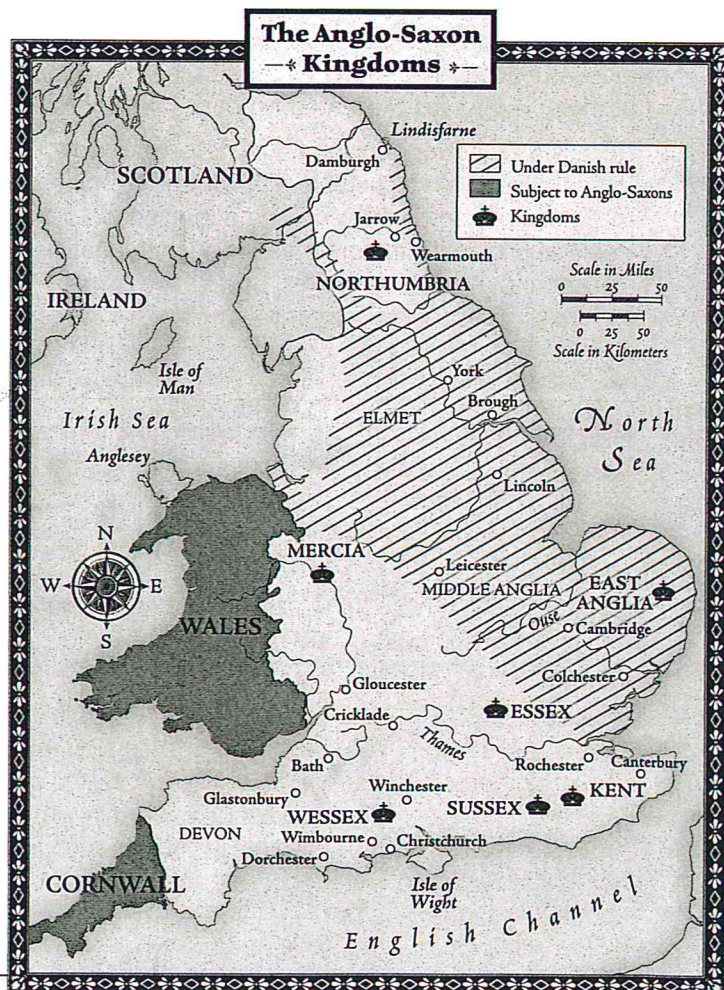 The Anglo-Saxon
Kingdoms
Lindisfarne
Damburgh
SCOTLAND
Under Danish rule
Subject to Anglo-Saxons
Kingdoms
Jarrow
Wearmouth
NORTHUMBRIA
IRELAND
Scale in Miles
0 25 50
0 25 50
Scale in Kilometers
Isle of
Man
York
ELMET
Brough
Irish Sea
North
Sea
Anglesey
Lincoln
N
W E
S
MERCIA
Leicester
MIDDLE ANGLIA
EAST
ANGLIA
Ouse
Cambridge
WALES
Colchester
Gloucester
ESSEX
Cricklade
Thames
Bath
Rochester
Canterbury
Glastonbury
Winchester
WESSEX
SUSSEX
KENT
DEVON
Wimbourne
Christchurch
Dorchester
CORNWALL
Isle of
Wight
English Channel